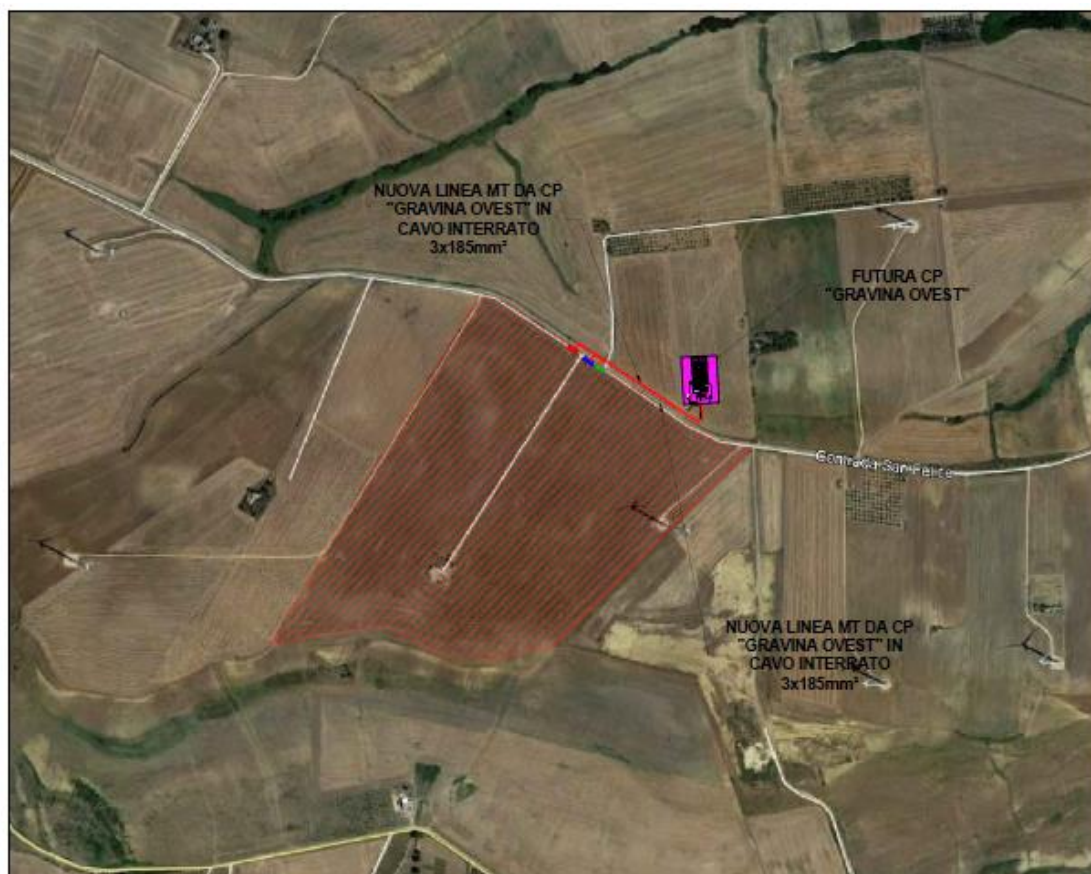 NUOVA LINEA MT DA CP
"GRAVINA OVEST" IN
CAVO INTERRATO
3x185mm²
FUTURA CP
"GRAVINA OVEST"
Contrada San Felice
NUOVA LINEA MT DA CP
"GRAVINA OVEST" IN
CAVO INTERRATO
3x185mm²